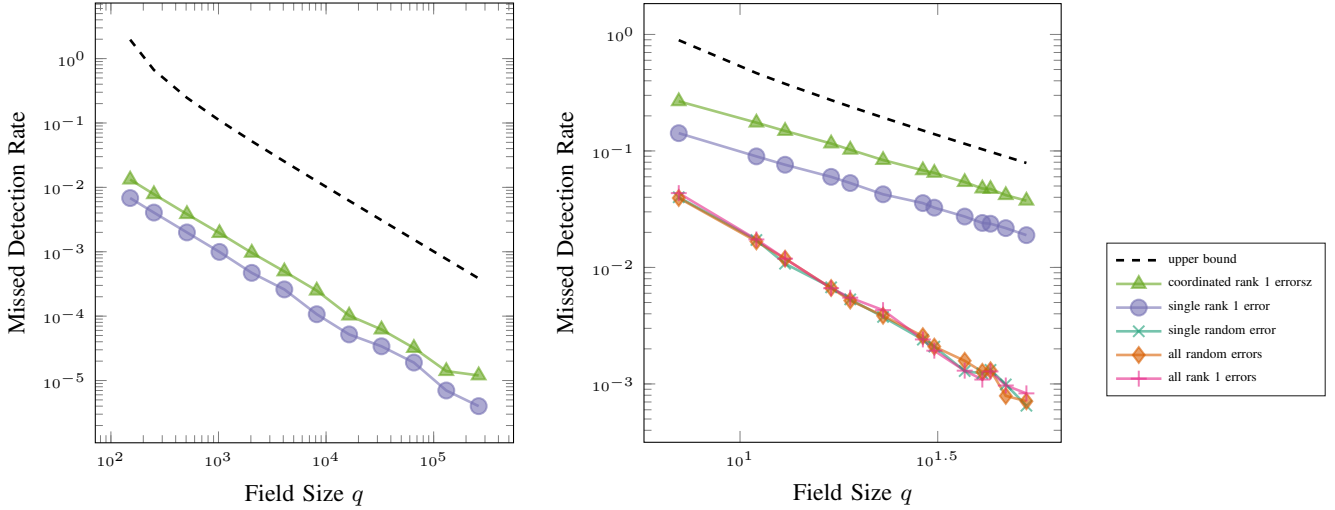 10^0
10^−1
10^−2
10^−3
10^−4
10^−5
Missed Detection Rate
10^2
10^3
10^4
10^5
Field Size q
10^0
10^−1
10^−2
10^−3
Missed Detection Rate
10^1
10^1.5
Field Size q
upper bound
coordinated rank 1 errorsz
single rank 1 error
single random error
all random errors
all rank 1 errors